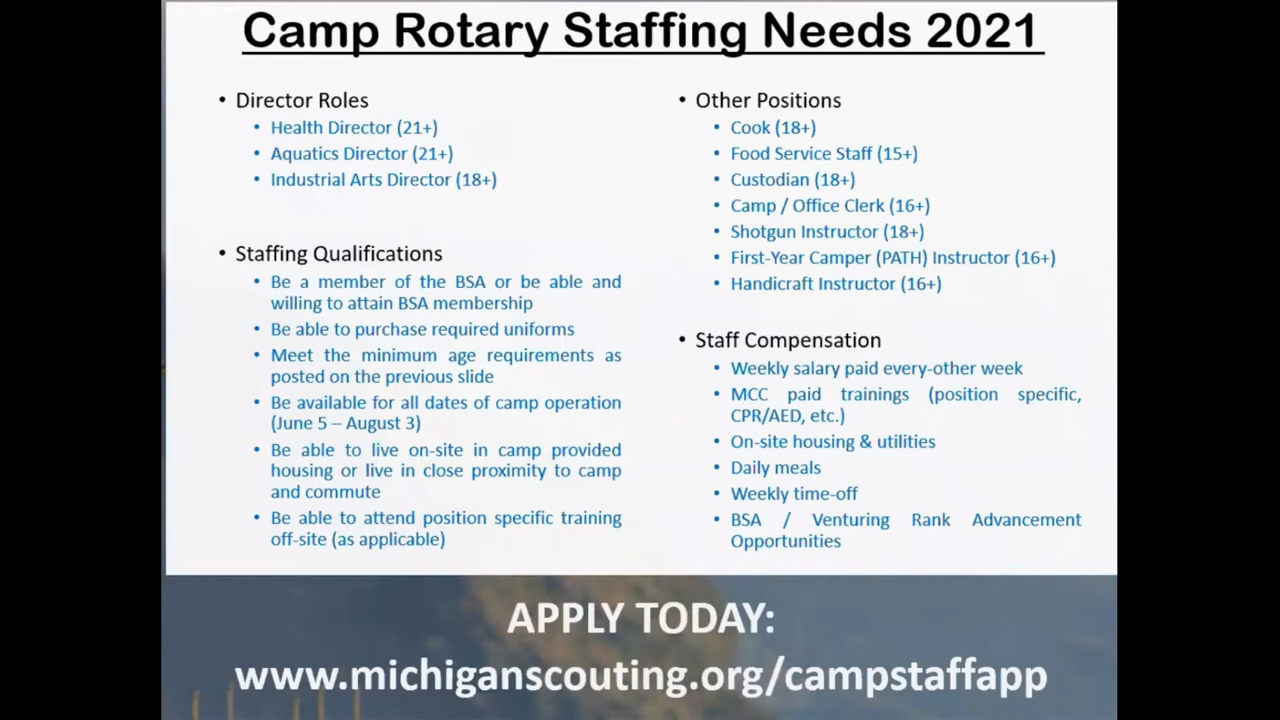 Camp Rotary Staffing Needs 2021
• Director Roles
• Health Director (21+)
• Aquatics Director (21+)
• Industrial Arts Director (18+)
• Staffing Qualifications
• Be a member of the BSA or be able and
willing to attain BSA membership
• Be able to purchase required uniforms
• Meet the minimum age requirements as
posted on the previous slide
• Be available for all dates of camp operation
(June 5 – August 3)
• Be able to live on-site in camp provided
housing or live in close proximity to camp
and commute
• Be able to attend position specific training
off-site (as applicable)
• Other Positions
• Cook (18+)
• Food Service Staff (15+)
• Custodian (18+)
• Camp / Office Clerk (16+)
• Shotgun Instructor (18+)
• First-Year Camper (PATH) Instructor (16+)
• Handicraft Instructor (16+)
• Staff Compensation
• Weekly salary paid every-other week
• MCC paid trainings (position specific,
CPR/AED, etc.)
• On-site housing & utilities
• Daily meals
• Weekly time-off
• BSA / Venturing Rank Advancement
Opportunities
APPLY TODAY:
www.michiganscouting.org/campstaffapp